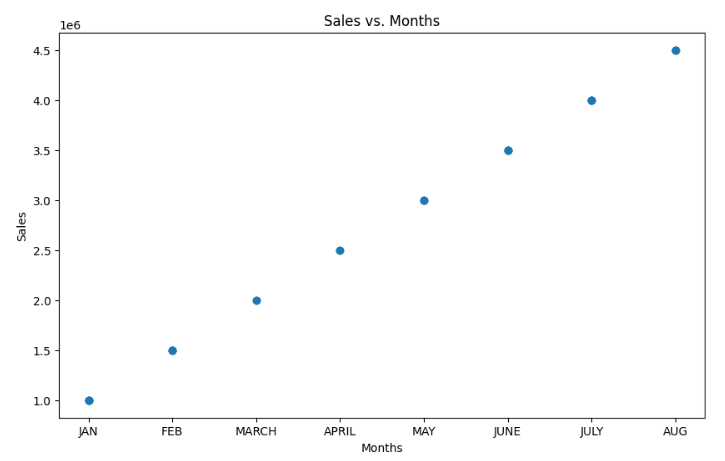 Sales vs. Months
1e6
4.5
4.0
3.5
3.0
2.5
2.0
1.5
1.0
Sales
JAN FEB MARCH APRIL MAY JUNE JULY AUG
Months